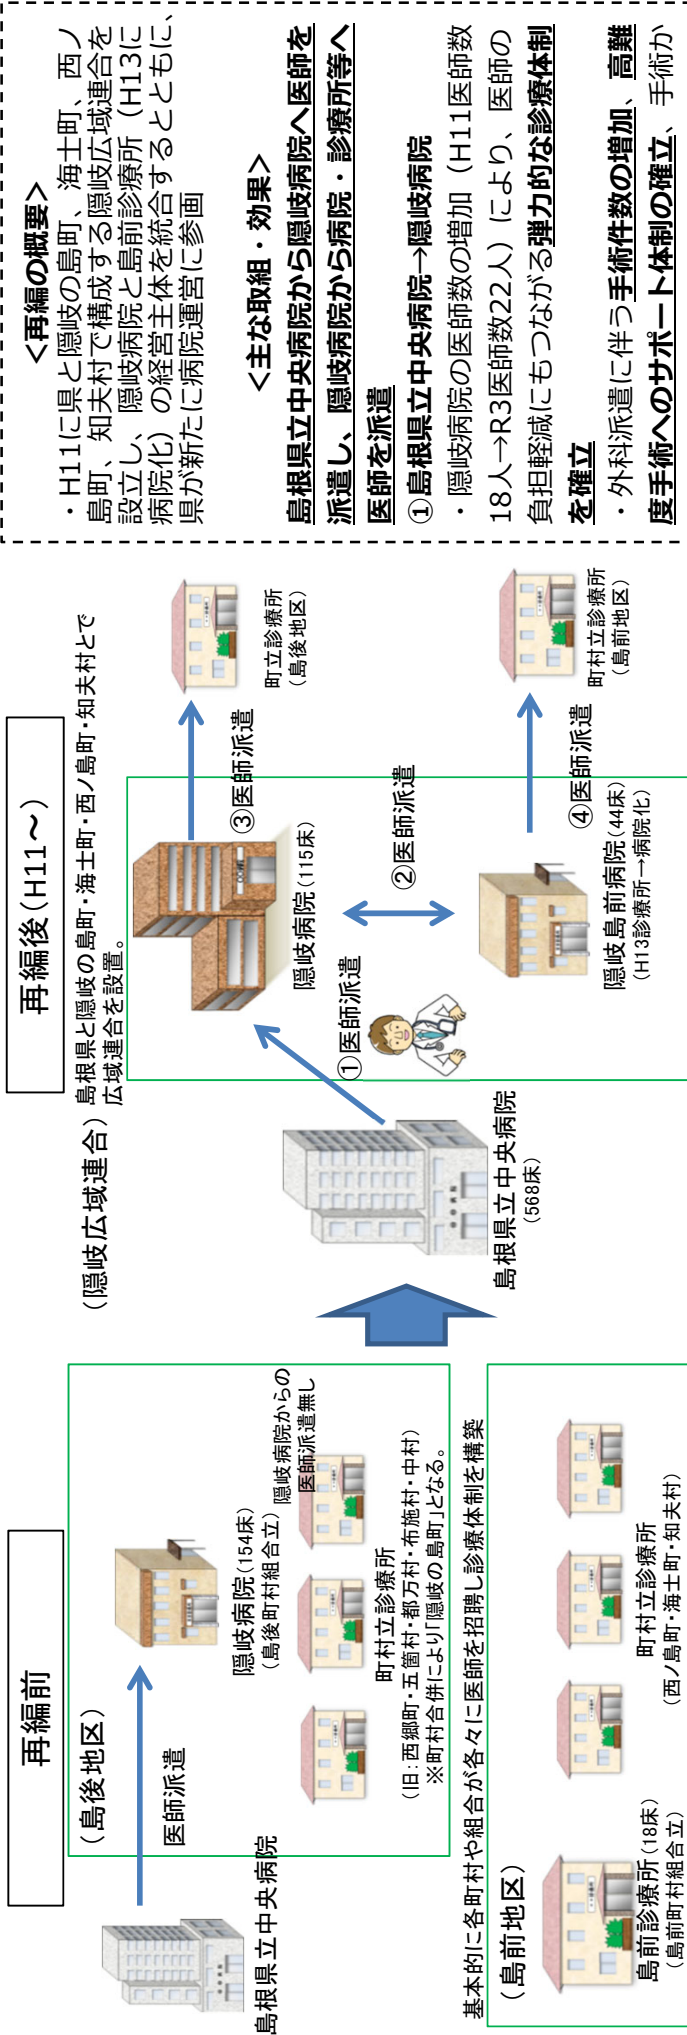 再編前
島根県立中央病院
医師派遣
(島後地区)
隠岐病院(154床)
(島後町村組合立)
隠岐病院からの
医師派遣無し
町村立診療所
(旧:西郷町・五箇村・都万村・布施村・中村)
※町村合併により「隠岐の島町」となる。
基本的に各町村や組合が各々に医師を招聘し診療体制を構築
(島前地区)
島前診療所(18床)
(島前町村組合立)
町村立診療所
(西ノ島町・海士町・知夫村)
再編後(H11~)
(隠岐広域連合)
島根県と隠岐の島町・海士町・西ノ島町・知夫村とで
広域連合を設置。
島根県立中央病院
(568床)
①医師派遣
隠岐病院(115床)
②医師派遣
隠岐島前病院(44床)
(H13診療所→病院化)
③医師派遣
町立診療所
(島後地区)
④医師派遣
町村立診療所
(島前地区)
<再編の概要>
・H11に県と隠岐の島町、海士町、西ノ
島町、知夫村で構成する隠岐広域連合を
設立し、隠岐病院と島前診療所(H13に
病院化)の経営主体を統合するとともに、
県が新たに病院運営に参画
<主な取組・効果>
島根県立中央病院から隠岐病院へ医師を
派遣し、隠岐病院から病院・診療所等へ
医師を派遣
①島根県立中央病院→隠岐病院
・隠岐病院の医師数の増加(H11医師数
18人→R3医師数22人)により、医師の
負担軽減にもつながる弾力的な診療体制
を確立
・外科派遣に伴う手術件数の増加、高難
度手術へのサポート体制の確立、手術か